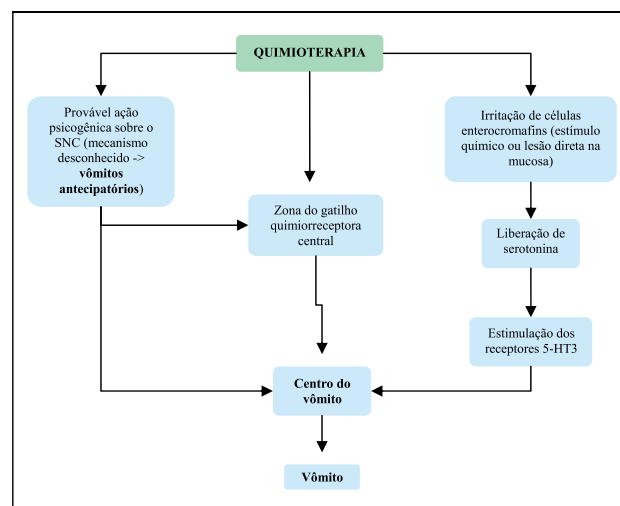 QUIMIOTERAPIA
Provável ação
psicogênica sobre o
SNC (mecanismo
desconhecido ->
vômitos
antecipatórios)
Irritação de células
enterocromafins (estímulo
químico ou lesão direta na
mucosa)
Zona do gatilho
quimiorreceptora
central
Liberação de
serotonina
Estimulação dos
receptores 5-HT3
Centro do
vômito
Vômito